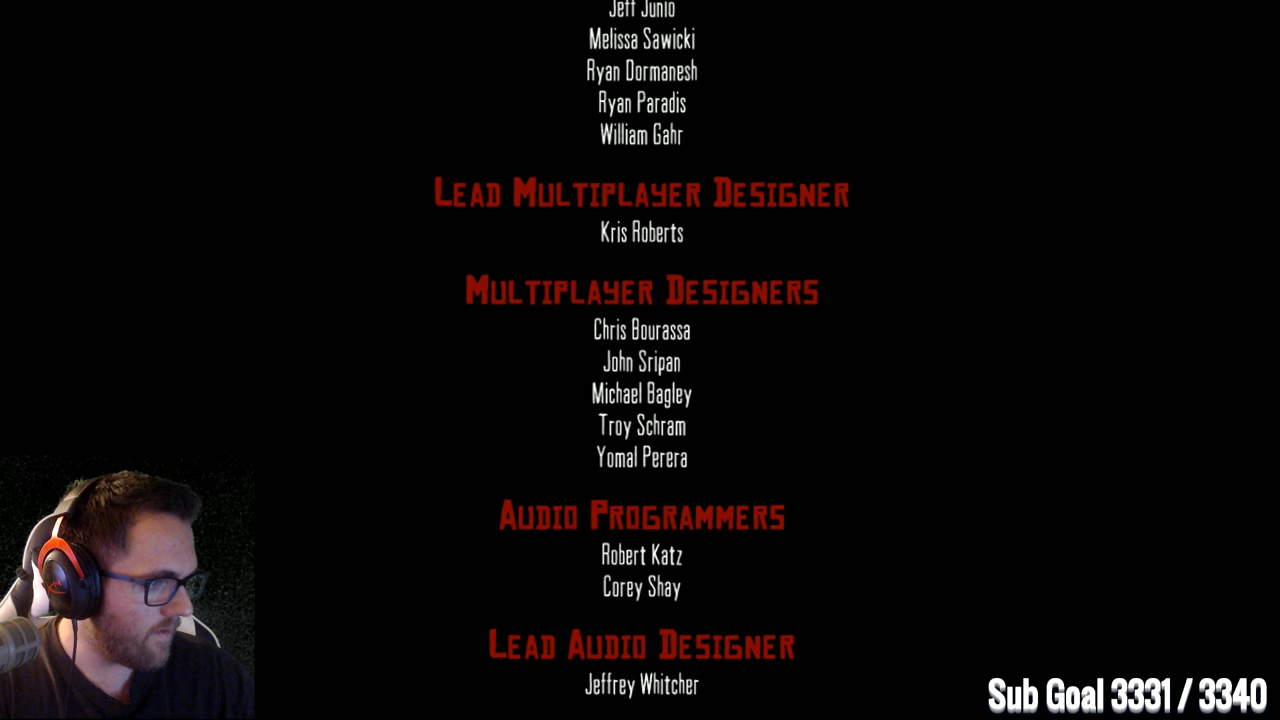 Jeff Junio
Melissa Sawicki
Ryan Dormanesh
Ryan Paradis
William Gahr
Lead Multiplayer Designer
Kris Roberts
Multiplayer Designers
Chris Bourassa
John Sripan
Michael Bagley
Troy Schram
Yomal Perera
Audio Programmers
Robert Katz
Corey Shay
Lead Audio Designer
Jeffrey Whitcher
Sub Goal 3331 / 3340